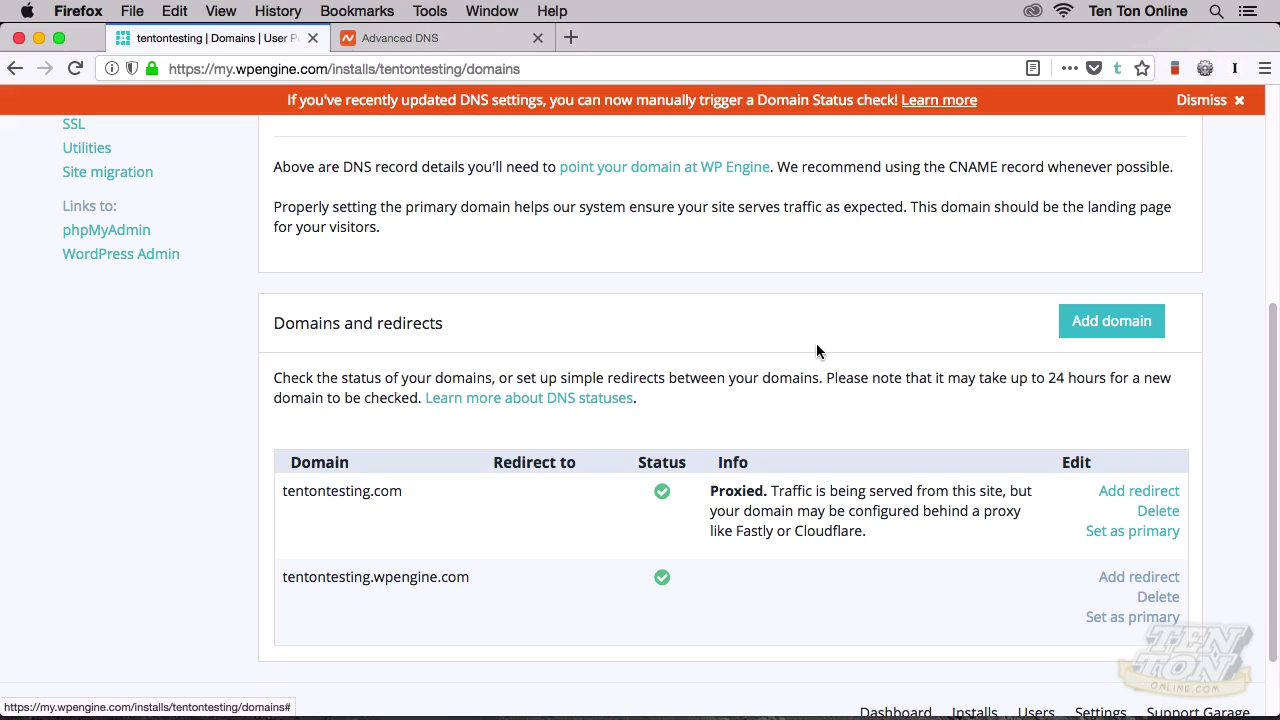 Firefox File Edit View History Bookmarks Tools Window Help Ten Ton Online
tentontesting | Domains | User P Advanced DNS
https://my.wpengine.com/installs/tentontesting/domains
If you've recently updated DNS settings, you can now manually trigger a Domain Status check! Learn more Dismiss
SSL
Utilities
Site migration
Links to:
phpMyAdmin
WordPress Admin
Above are DNS record details you'll need to point your domain at WP Engine. We recommend using the CNAME record whenever possible.
Properly setting the primary domain helps our system ensure your site serves traffic as expected. This domain should be the landing page
for your visitors.
Domains and redirects Add domain
Check the status of your domains, or set up simple redirects between your domains. Please note that it may take up to 24 hours for a new
domain to be checked. Learn more about DNS statuses.
Domain Redirect to Status Info Edit
tentontesting.com Proxied. Traffic is being served from this site, but Add redirect
your domain may be configured behind a proxy Delete
like Fastly or Cloudflare. Set as primary
tentontesting.wpengine.com Add redirect
Delete
Set as primary
TEN
TON
ONLINE.COM
https://my.wpengine.com/installs/tentontesting/domains#
Dashboard Installs Users Settings Support Garage